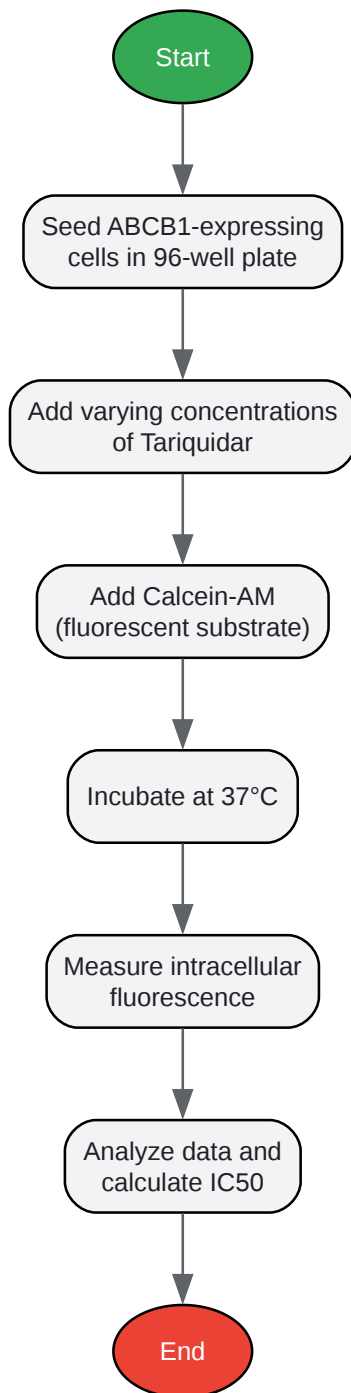 Start
Seed ABCB1-expressing
cells in 96-well plate
Add varying concentrations
of Tariquidar
Add Calcein-AM
(fluorescent substrate)
Incubate at 37°C
Measure intracellular
fluorescence
Analyze data and
calculate IC50
End